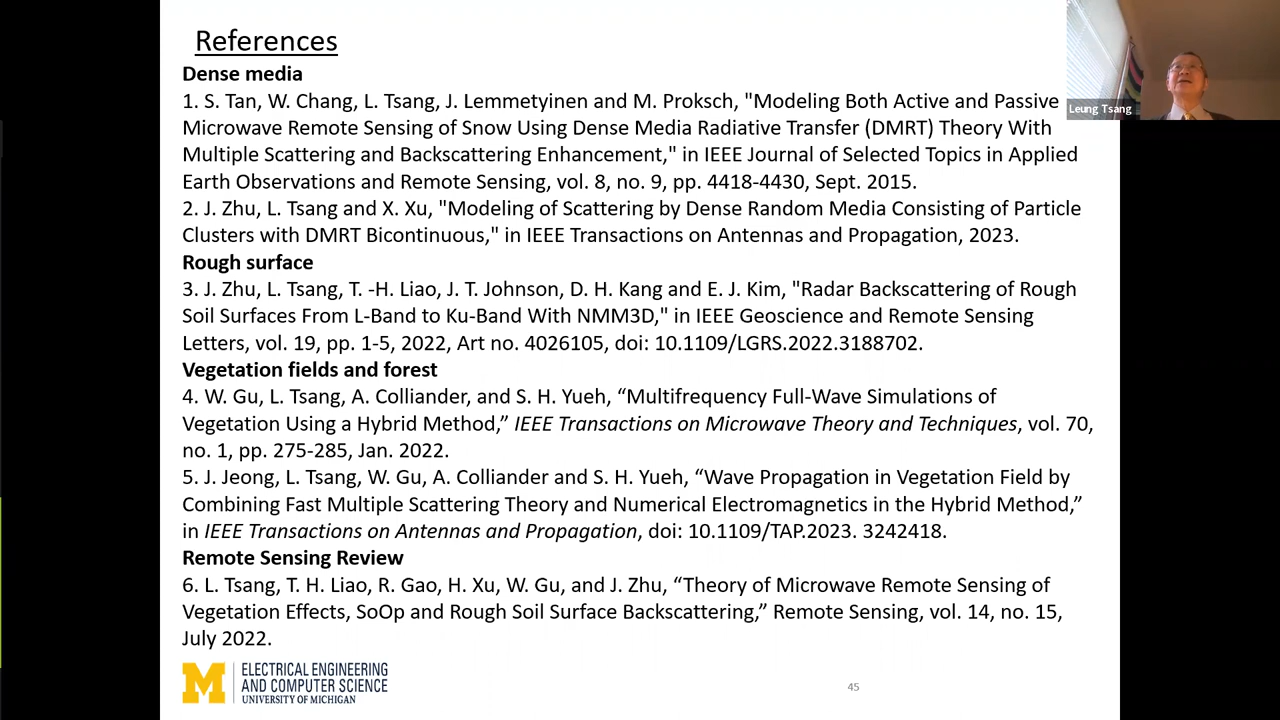 References
Dense media
1. S. Tan, W. Chang, L. Tsang, J. Lemmetyinen and M. Proksch, "Modeling Both Active and Passive
Microwave Remote Sensing of Snow Using Dense Media Radiative Transfer (DMRT) Theory With
Multiple Scattering and Backscattering Enhancement," in IEEE Journal of Selected Topics in Applied
Earth Observations and Remote Sensing, vol. 8, no. 9, pp. 4418-4430, Sept. 2015.
2. J. Zhu, L. Tsang and X. Xu, "Modeling of Scattering by Dense Random Media Consisting of Particle
Clusters with DMRT Bicontinuous," in IEEE Transactions on Antennas and Propagation, 2023.
Rough surface
3. J. Zhu, L. Tsang, T. -H. Liao, J. T. Johnson, D. H. Kang and E. J. Kim, "Radar Backscattering of Rough
Soil Surfaces From L-Band to Ku-Band With NMM3D," in IEEE Geoscience and Remote Sensing
Letters, vol. 19, pp. 1-5, 2022, Art no. 4026105, doi: 10.1109/LGRS.2022.3188702.
Vegetation fields and forest
4. W. Gu, L. Tsang, A. Colliander, and S. H. Yueh, “Multifrequency Full-Wave Simulations of
Vegetation Using a Hybrid Method,” IEEE Transactions on Microwave Theory and Techniques, vol. 70,
no. 1, pp. 275-285, Jan. 2022.
5. J. Jeong, L. Tsang, W. Gu, A. Colliander and S. H. Yueh, “Wave Propagation in Vegetation Field by
Combining Fast Multiple Scattering Theory and Numerical Electromagnetics in the Hybrid Method,”
in IEEE Transactions on Antennas and Propagation, doi: 10.1109/TAP.2023. 3242418.
Remote Sensing Review
6. L. Tsang, T. H. Liao, R. Gao, H. Xu, W. Gu, and J. Zhu, “Theory of Microwave Remote Sensing of
Vegetation Effects, SoOp and Rough Soil Surface Backscattering,” Remote Sensing, vol. 14, no. 15,
July 2022.
M
ELECTRICAL ENGINEERING
AND COMPUTER SCIENCE
UNIVERSITY OF MICHIGAN
45
Leung Tsang